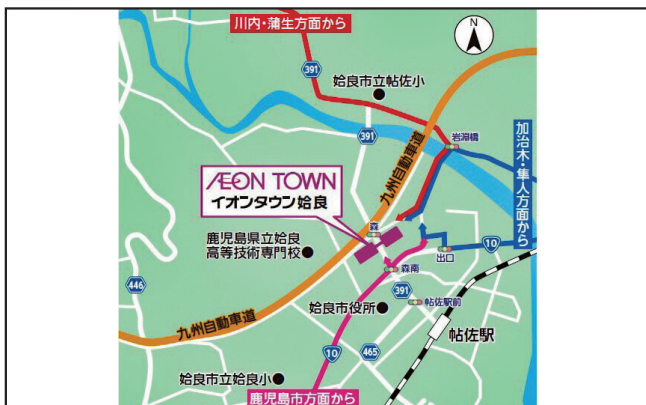 川内・蒲生方面から
N
391
姶良市立帖佐小
391
岩淵橋
加治木・隼人方面から
九州自動車道
ÆON TOWN
イオンタウン姶良
森
鹿児島県立姶良
高等技術専門校
10
出口
森南
446
391
姶良市役所
帖佐駅前
九州自動車道
帖佐駅
10
465
姶良市立姶良小
鹿児島市方面から